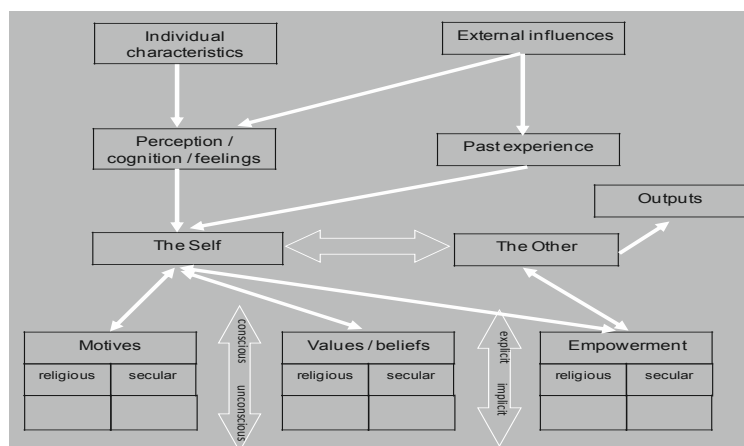 Individual
characteristics
External influences
Perception /
cognition / feelings
Past experience
Outputs
The Self
The Other
conscious
unconscious
explicit
implicit
Motives
Values / beliefs
Empowerment
religious
secular
religious
secular
religious
secular